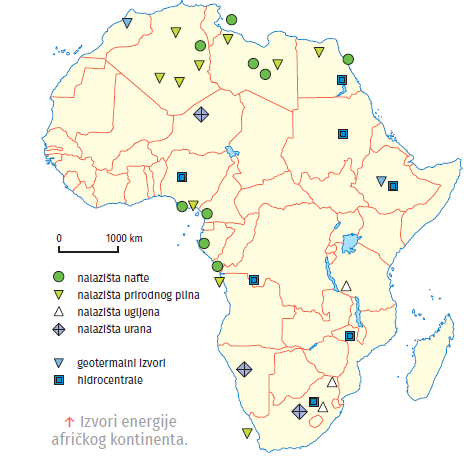 0 1000 km
nalazišta nafte
nalazišta prirodnog plina
nalazišta ugljena
nalazišta urana
geotermalni izvori
hidrocentrale
↑ Izvori energije
afričkog kontinenta.